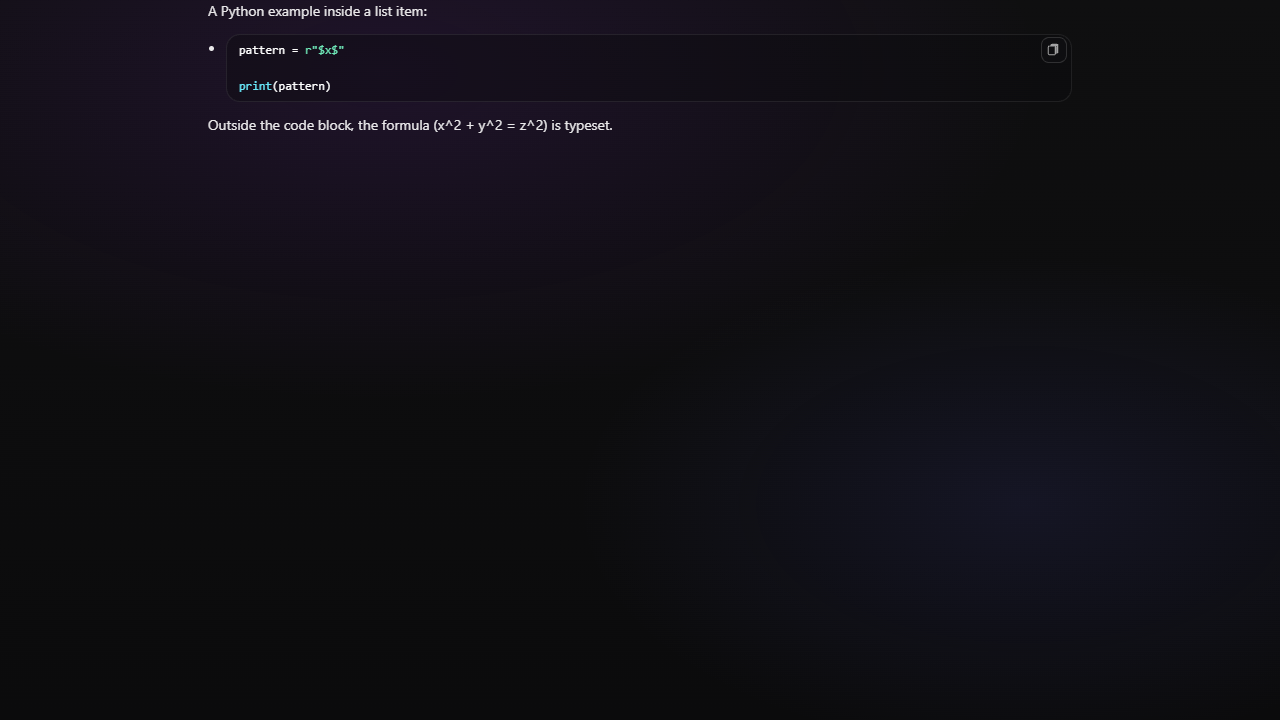 A Python example inside a list item:
pattern = r"$x$"
print(pattern)
Outside the code block, the formula (x^2 + y^2 = z^2) is typeset.